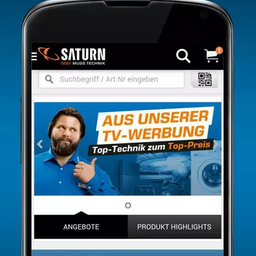 SATURN
SOO! MUSS TECHNIK
Suchbegriff / Art Nr eingeben
AUS UNSERER
TV-WERBUNG
Top-Technik zum Top-Preis
ANGEBOTE
PRODUKT HIGHLIGHTS